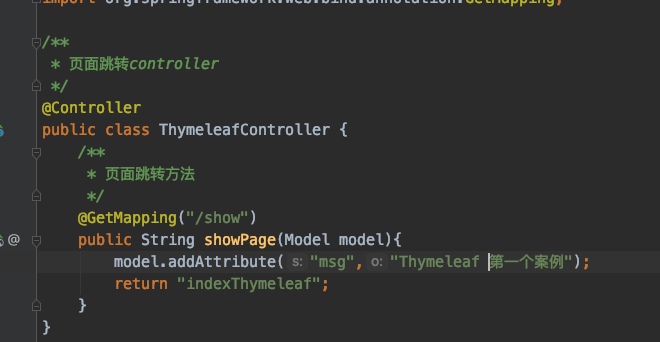 import org.springframework.web.bind.annotation.GetMapping;
/**
* 页面跳转controller
*/
@Controller
public class ThymeleafController {
/**
* 页面跳转方法
*/
@GetMapping("/show")
@ public String showPage(Model model){
model.addAttribute( s: "msg", o: "Thymeleaf 第一个案例");
return "indexThymeleaf";
}
}